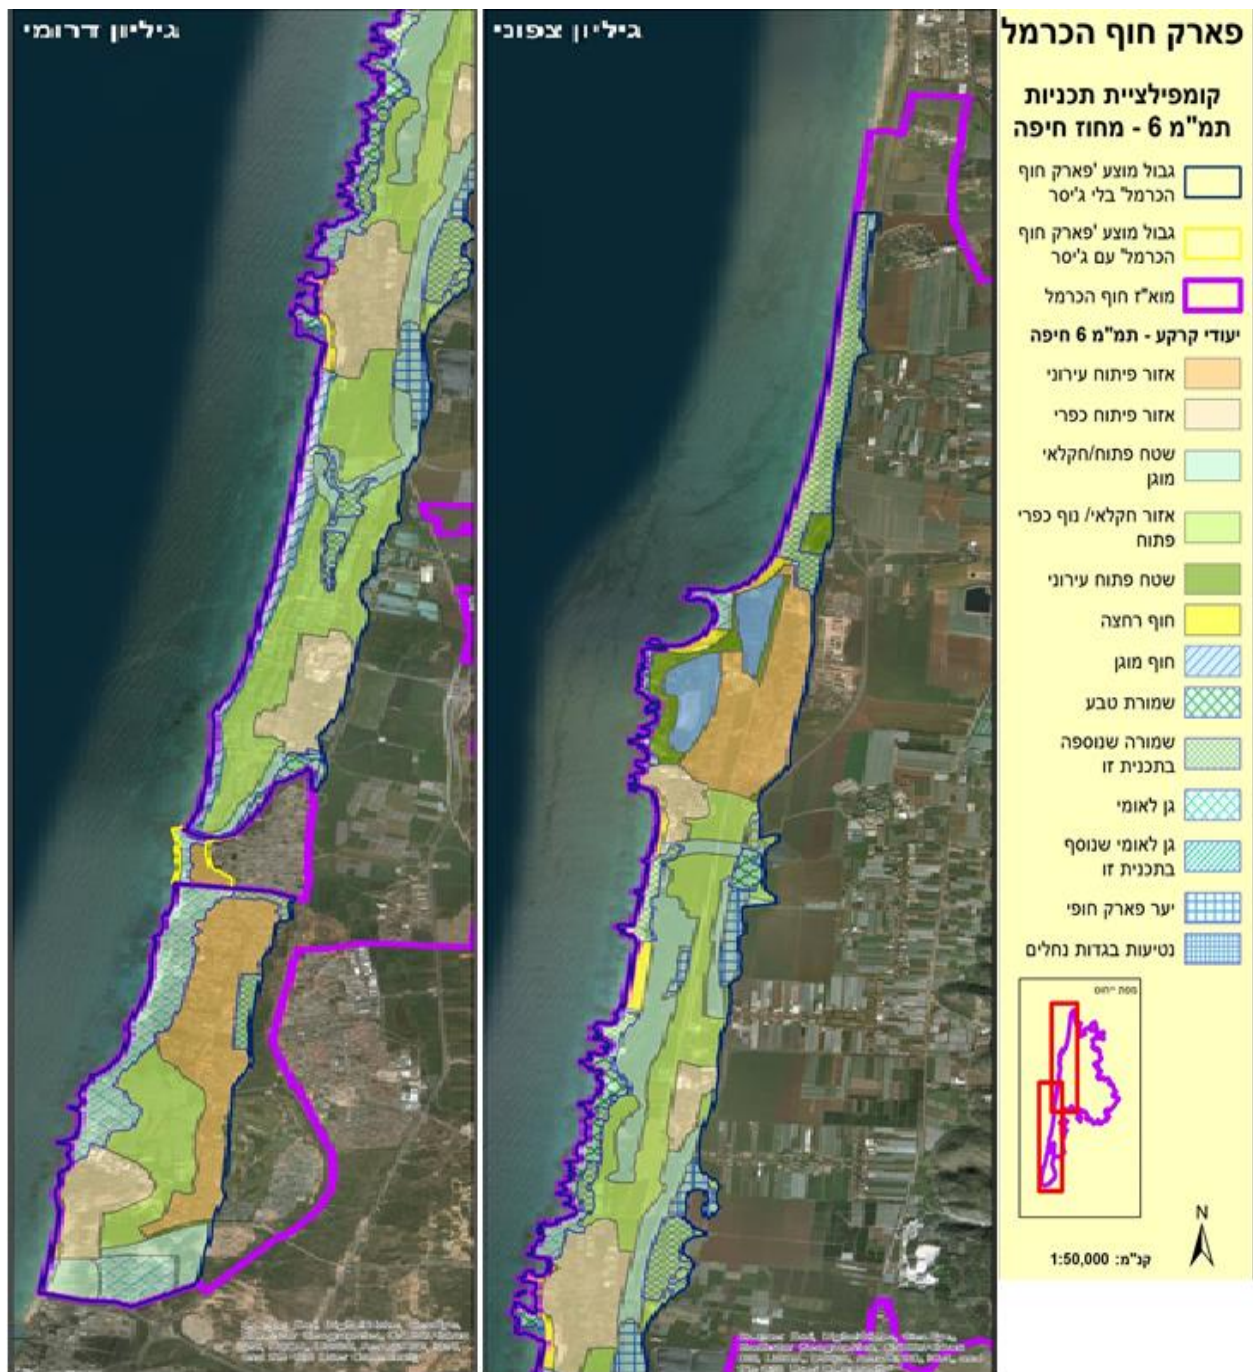 גיליון דרומי
גיליון צפוני
פארק חוף הכרמל
קומפילציית תכניות
תמ"מ 6 - מחוז חיפה
גבול מוצע 'פארק חוף
הכרמל' בלי ג'יסר
גבול מוצע 'פארק חוף
הכרמל' עם ג'יסר
מוא"ז חוף הכרמל
יעודי קרקע - תמ"מ 6 חיפה
אזור פיתוח עירוני
אזור פיתוח כפרי
שטח פתוח/חקלאי
מוגן
אזור חקלאי/ נוף כפרי
פתוח
שטח פתוח עירוני
חוף רחצה
חוף מוגן
שמורת טבע
שמורה שנוספה
בתכנית זו
גן לאומי
גן לאומי שנוסף
בתכנית זו
יער פארק חופי
נטיעות בגדות נחלים
מפת ייחוס
N
קנ"מ: 1:50,000